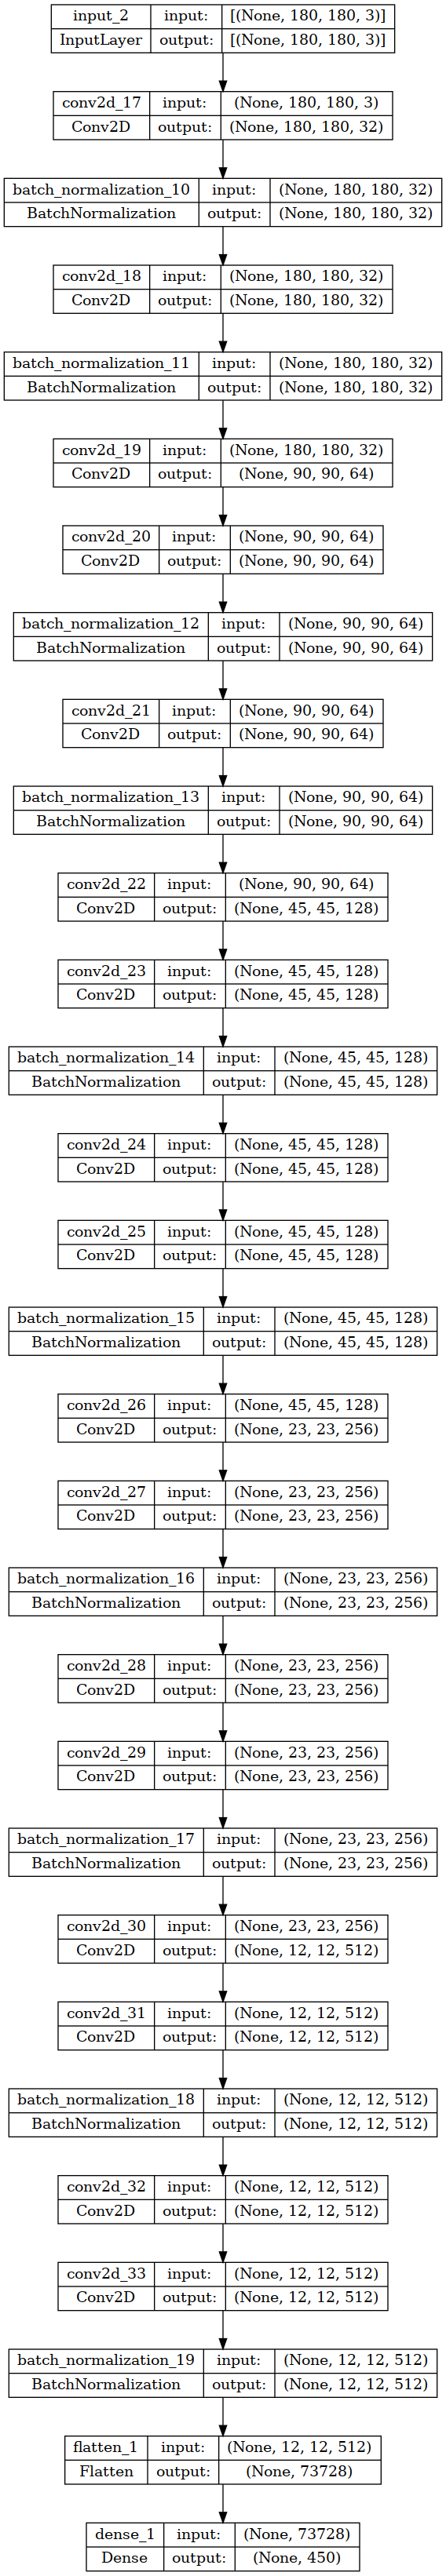 input_2 input: [(None, 180, 180, 3)]
InputLayer output: [(None, 180, 180, 3)]
conv2d_17 input: (None, 180, 180, 3)
Conv2D output: (None, 180, 180, 32)
batch_normalization_10 input: (None, 180, 180, 32)
BatchNormalization output: (None, 180, 180, 32)
conv2d_18 input: (None, 180, 180, 32)
Conv2D output: (None, 180, 180, 32)
batch_normalization_11 input: (None, 180, 180, 32)
BatchNormalization output: (None, 180, 180, 32)
conv2d_19 input: (None, 180, 180, 32)
Conv2D output: (None, 90, 90, 64)
conv2d_20 input: (None, 90, 90, 64)
Conv2D output: (None, 90, 90, 64)
batch_normalization_12 input: (None, 90, 90, 64)
BatchNormalization output: (None, 90, 90, 64)
conv2d_21 input: (None, 90, 90, 64)
Conv2D output: (None, 90, 90, 64)
batch_normalization_13 input: (None, 90, 90, 64)
BatchNormalization output: (None, 90, 90, 64)
conv2d_22 input: (None, 90, 90, 64)
Conv2D output: (None, 45, 45, 128)
conv2d_23 input: (None, 45, 45, 128)
Conv2D output: (None, 45, 45, 128)
batch_normalization_14 input: (None, 45, 45, 128)
BatchNormalization output: (None, 45, 45, 128)
conv2d_24 input: (None, 45, 45, 128)
Conv2D output: (None, 45, 45, 128)
conv2d_25 input: (None, 45, 45, 128)
Conv2D output: (None, 45, 45, 128)
batch_normalization_15 input: (None, 45, 45, 128)
BatchNormalization output: (None, 45, 45, 128)
conv2d_26 input: (None, 45, 45, 128)
Conv2D output: (None, 23, 23, 256)
conv2d_27 input: (None, 23, 23, 256)
Conv2D output: (None, 23, 23, 256)
batch_normalization_16 input: (None, 23, 23, 256)
BatchNormalization output: (None, 23, 23, 256)
conv2d_28 input: (None, 23, 23, 256)
Conv2D output: (None, 23, 23, 256)
conv2d_29 input: (None, 23, 23, 256)
Conv2D output: (None, 23, 23, 256)
batch_normalization_17 input: (None, 23, 23, 256)
BatchNormalization output: (None, 23, 23, 256)
conv2d_30 input: (None, 23, 23, 256)
Conv2D output: (None, 12, 12, 512)
conv2d_31 input: (None, 12, 12, 512)
Conv2D output: (None, 12, 12, 512)
batch_normalization_18 input: (None, 12, 12, 512)
BatchNormalization output: (None, 12, 12, 512)
conv2d_32 input: (None, 12, 12, 512)
Conv2D output: (None, 12, 12, 512)
conv2d_33 input: (None, 12, 12, 512)
Conv2D output: (None, 12, 12, 512)
batch_normalization_19 input: (None, 12, 12, 512)
BatchNormalization output: (None, 12, 12, 512)
flatten_1 input: (None, 12, 12, 512)
Flatten output: (None, 73728)
dense_1 input: (None, 73728)
Dense output: (None, 450)